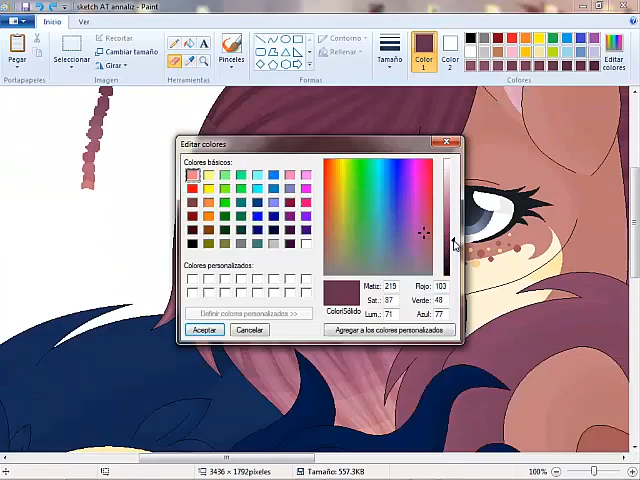 sketch AT annaliz - Paint
Inicio
Ver
Pegar
Portapapeles
Seleccionar
Recortar
Cambiar tamaño
Girar
Imagen
A
Herramientas
Pinceles
Contorno
Rellenar
Formas
Tamaño
Color 1
Color 2
Colores
Editar colores
Editar colores
Colores básicos:
Colores personalizados:
Definir colores personalizados >>
Aceptar
Cancelar
Color|Sólido
Matiz: 219
Sat.: 87
Lum.: 71
Rojo: 103
Verde: 48
Azul: 77
Agregar a los colores personalizados
3436 × 1792píxeles
Tamaño: 557.3KB
100%